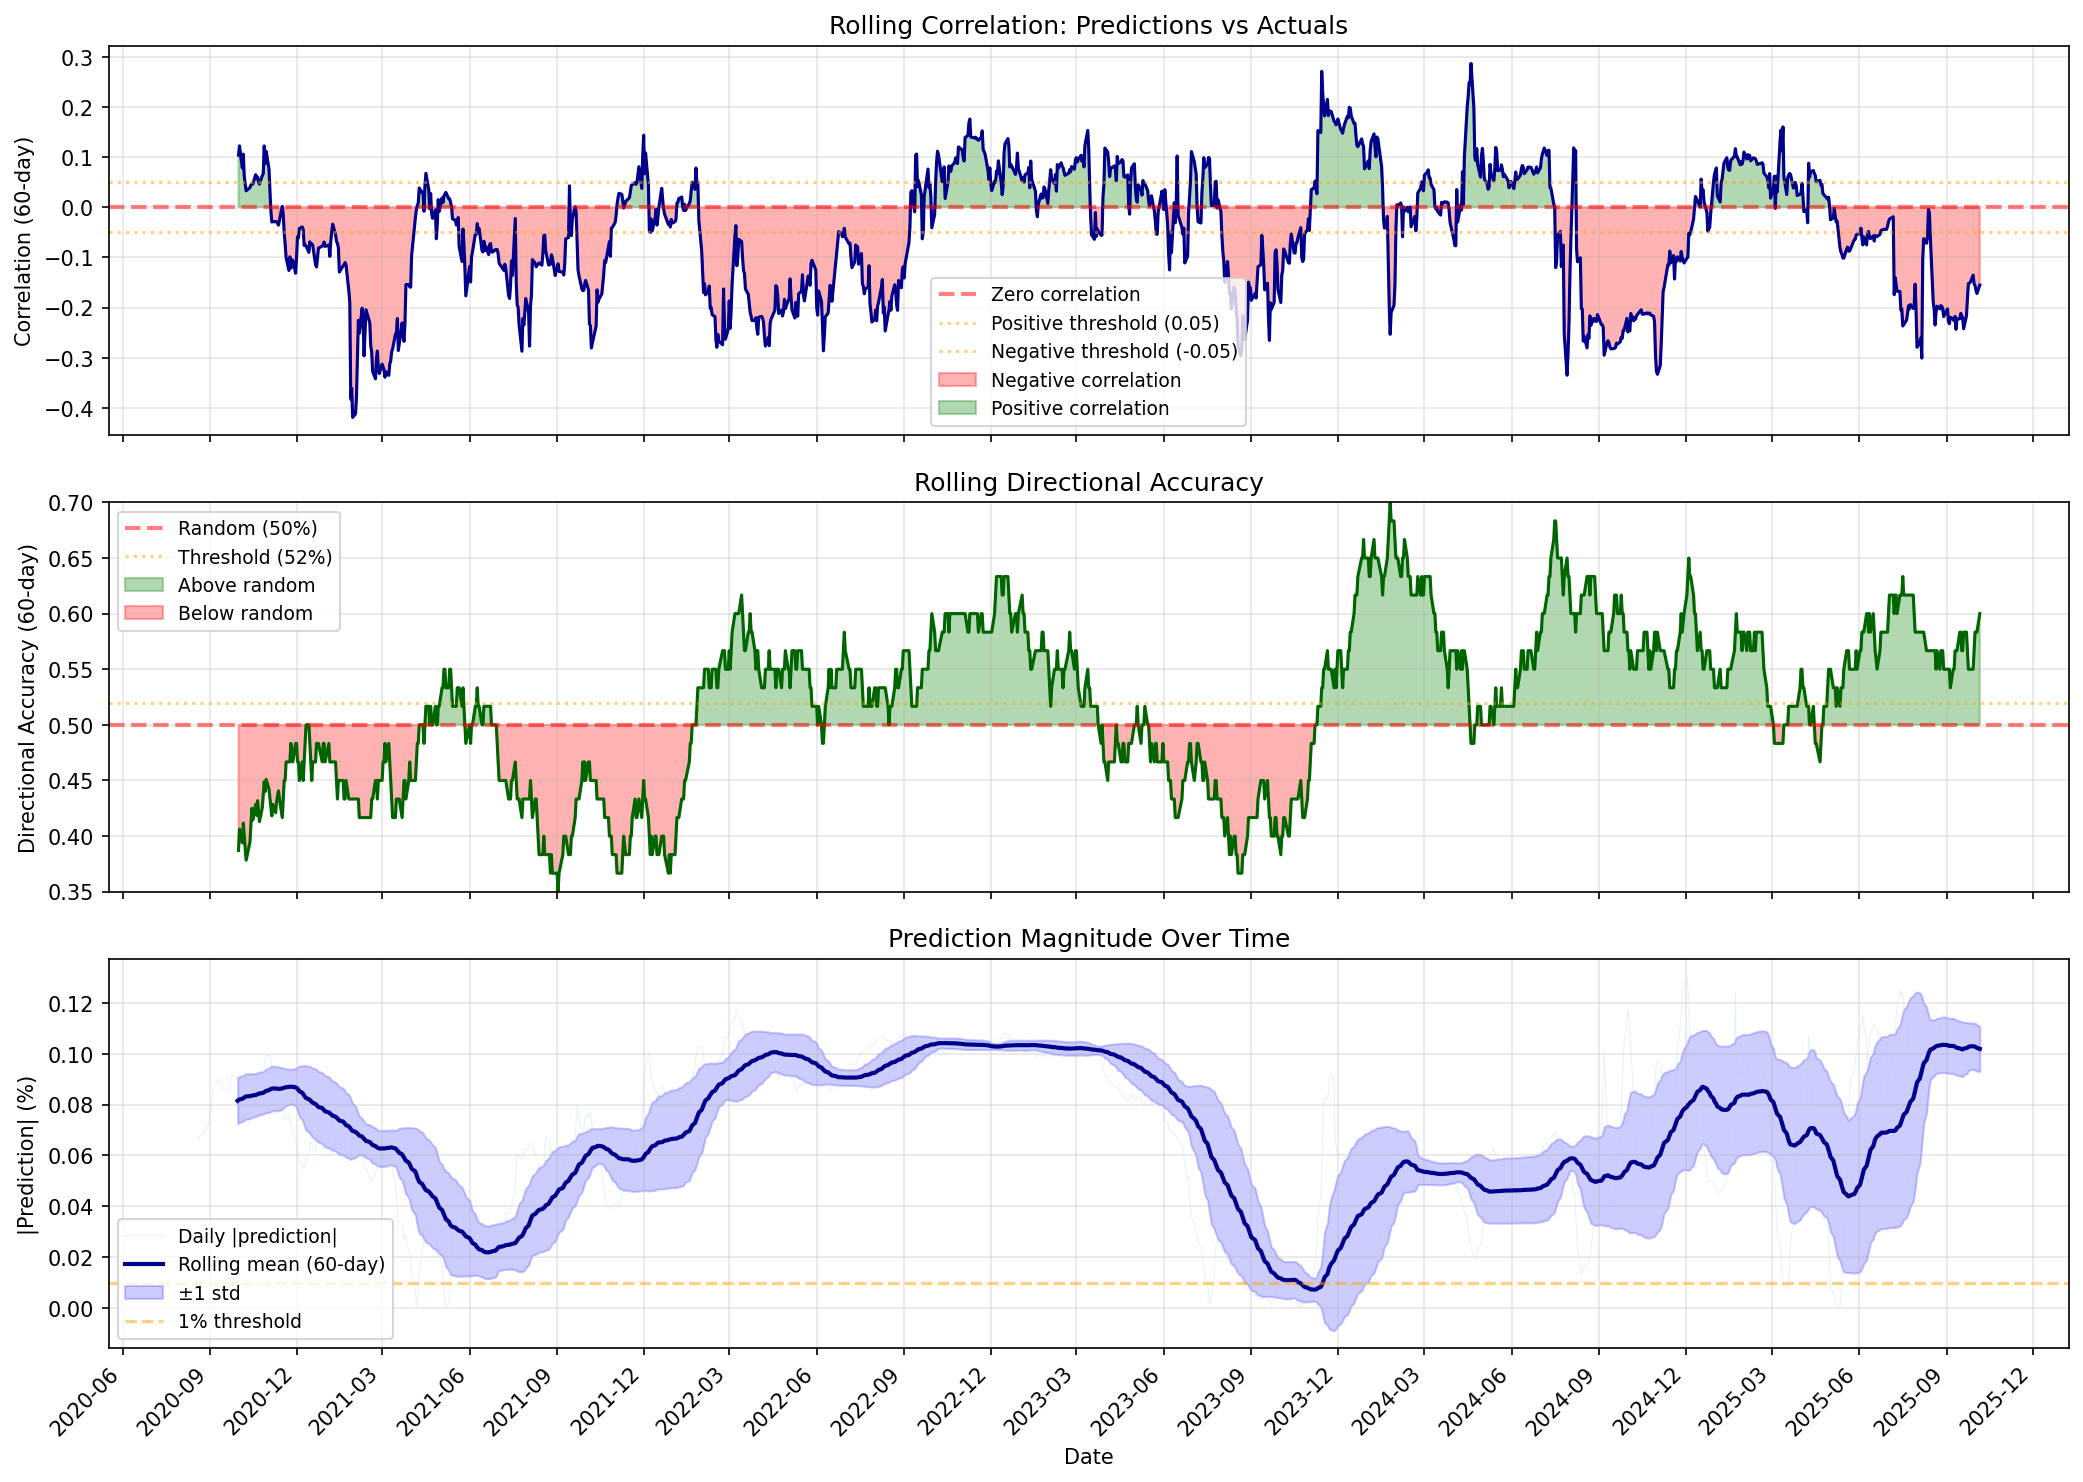 Rolling Correlation: Predictions vs Actuals
Correlation (60-day)
0.3
0.2
0.1
0.0
−0.1
−0.2
−0.3
−0.4
Zero correlation
Positive threshold (0.05)
Negative threshold (-0.05)
Negative correlation
Positive correlation
Rolling Directional Accuracy
Directional Accuracy (60-day)
0.70
0.65
0.60
0.55
0.50
0.45
0.40
0.35
Random (50%)
Threshold (52%)
Above random
Below random
Prediction Magnitude Over Time
|Prediction| (%)
0.12
0.10
0.08
0.06
0.04
0.02
0.00
Daily |prediction|
Rolling mean (60-day)
±1 std
1% threshold
2020-06
2020-09
2020-12
2021-03
2021-06
2021-09
2021-12
2022-03
2022-06
2022-09
2022-12
2023-03
2023-06
2023-09
2023-12
2024-03
2024-06
2024-09
2024-12
2025-03
2025-06
2025-09
2025-12
Date